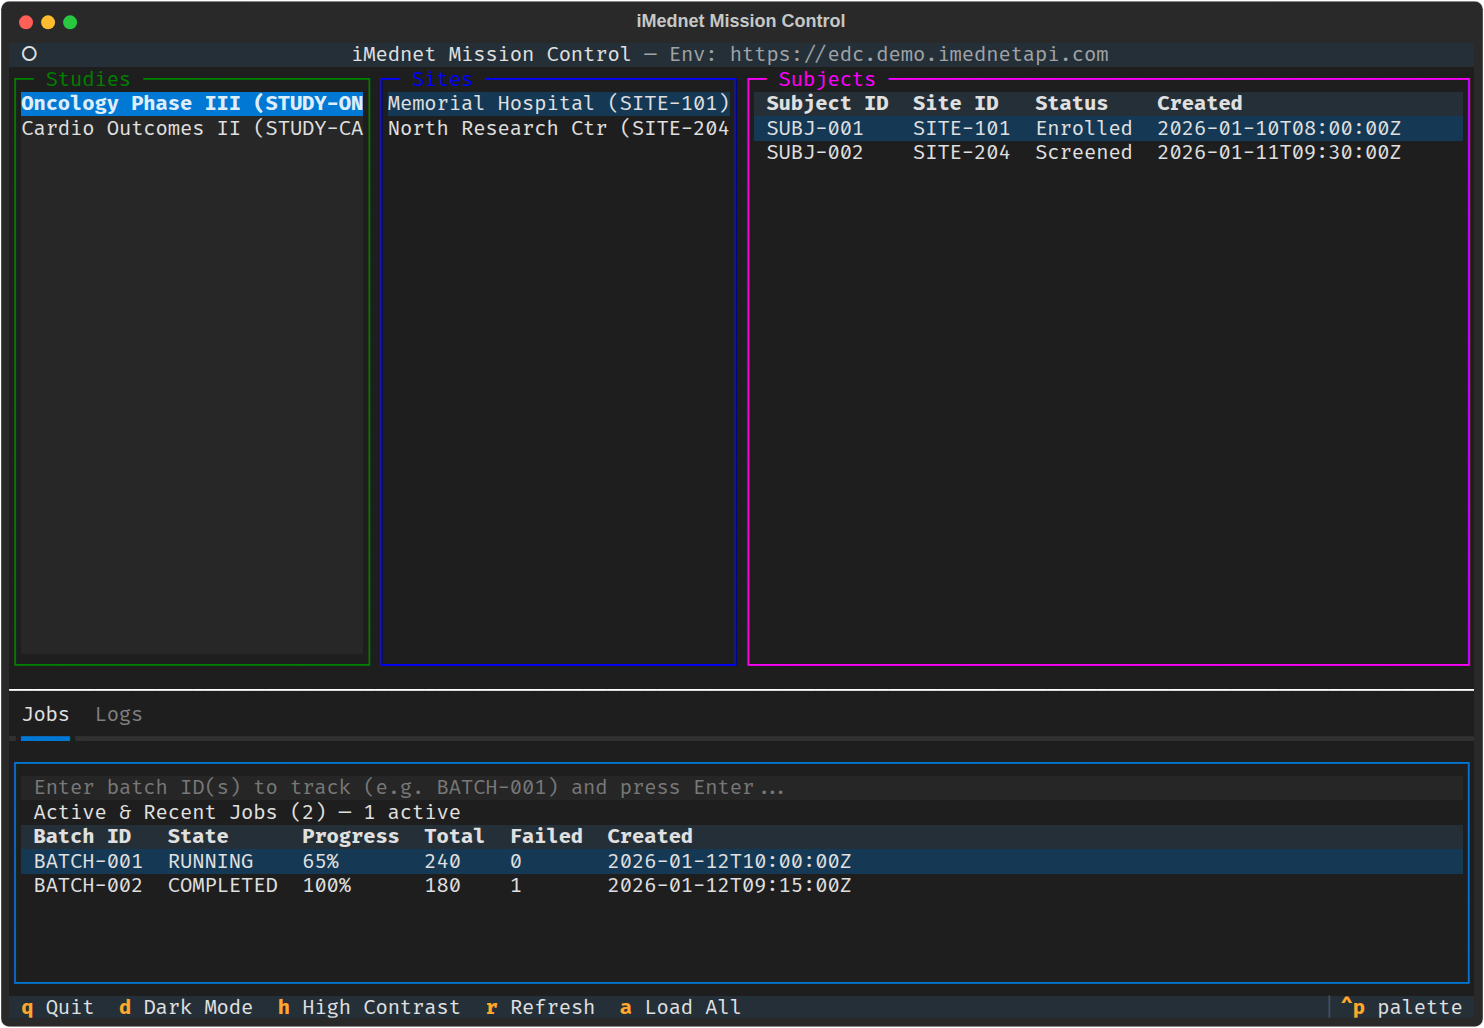 iMednet Mission Control
iMednet Mission Control — Env: https://edc.demo.imednetapi.com
Studies
Oncology Phase III (STUDY-ON
Cardio Outcomes II (STUDY-CA
Sites
Memorial Hospital (SITE-101)
North Research Ctr (SITE-204
Subjects
Subject ID Site ID Status Created
SUBJ-001 SITE-101 Enrolled 2026-01-10T08:00:00Z
SUBJ-002 SITE-204 Screened 2026-01-11T09:30:00Z
Jobs Logs
Enter batch ID(s) to track (e.g. BATCH-001) and press Enter...
Active & Recent Jobs (2) — 1 active
Batch ID State Progress Total Failed Created
BATCH-001 RUNNING 65% 240 0 2026-01-12T10:00:00Z
BATCH-002 COMPLETED 100% 180 1 2026-01-12T09:15:00Z
q Quit d Dark Mode h High Contrast r Refresh a Load All ^p palette